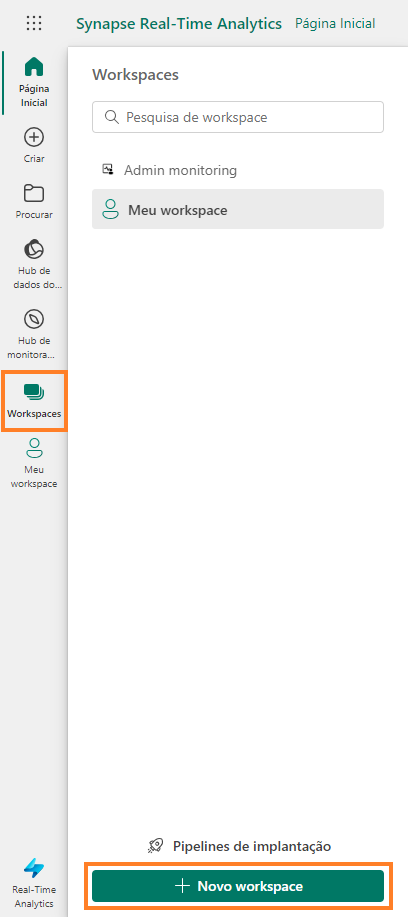 Synapse Real-Time Analytics Página Inicial
Página
Inicial
Criar
Procurar
Hub de
dados do...
Hub de
monitora...
Workspaces
Meu
workspace
Real-Time
Analytics
Workspaces
Pesquisa de workspace
Admin monitoring
Meu workspace
Pipelines de implantação
Novo workspace